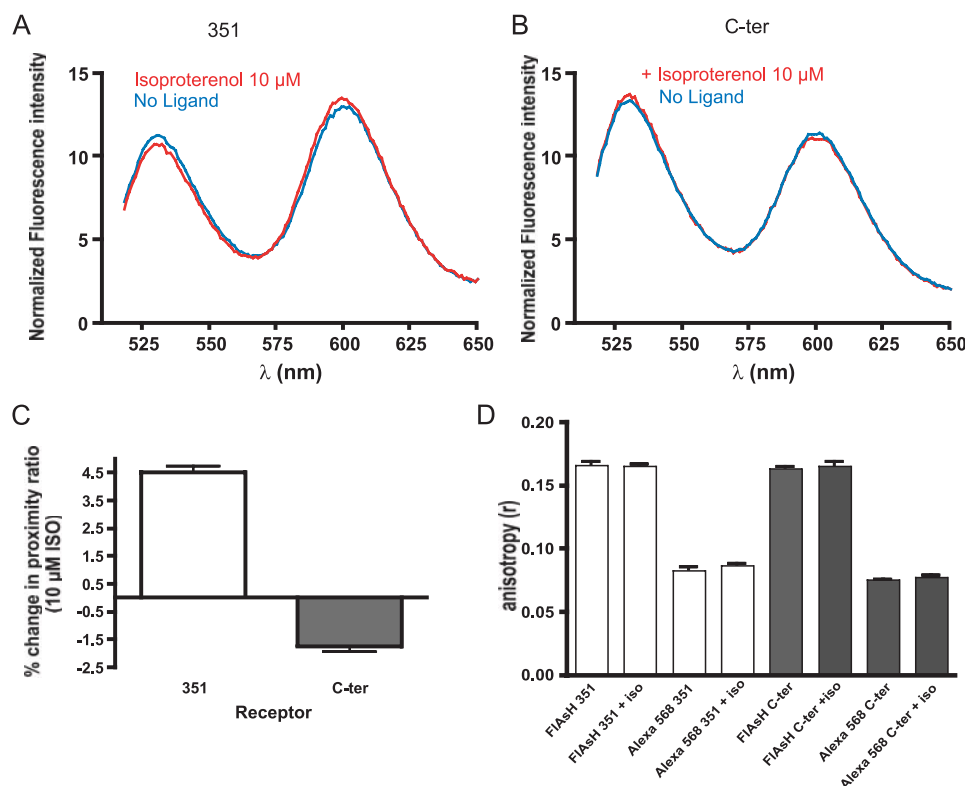 A
351
Normalized Fluorescence intensity
Isoproterenol 10 µM
No Ligand
15
10
5
0
525
550
575
600
625
650
λ (nm)
B
C-ter
Normalized Fluorescence intensity
+ Isoproterenol 10 µM
No Ligand
15
10
5
0
525
550
575
600
625
650
λ (nm)
C
% change in proximity ratio
(10 µM ISO)
4.5
3.5
2.5
1.5
0.5
-0.5
-1.5
-2.5
351
C-ter
Receptor
D
anisotropy (r)
0.20
0.15
0.10
0.05
0.00
FlAsH 351
FlAsH 351 + iso
Alexa 568 351
Alexa 568 351 + iso
FlAsH C-ter
FlAsH C-ter +iso
Alexa 568 C-ter
Alexa 568 C-ter + iso